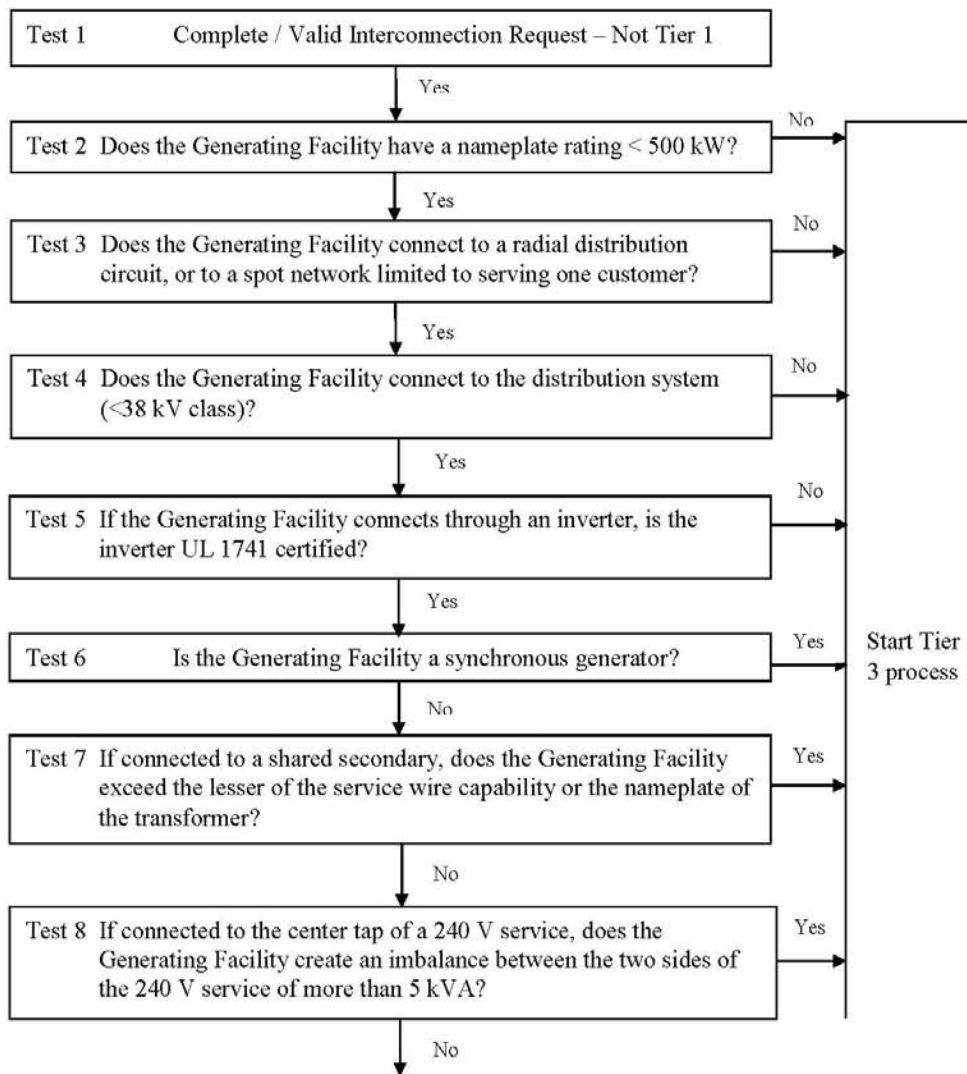 Test 1 Complete / Valid Interconnection Request – Not Tier 1
Yes
No
Test 2 Does the Generating Facility have a nameplate rating < 500 kW?
Yes
No
Test 3 Does the Generating Facility connect to a radial distribution
circuit, or to a spot network limited to serving one customer?
Yes
No
Test 4 Does the Generating Facility connect to the distribution system
(<38 kV class)?
Yes
No
Test 5 If the Generating Facility connects through an inverter, is the
inverter UL 1741 certified?
Yes
Test 6 Is the Generating Facility a synchronous generator?
Yes
Start Tier
3 process
No
Test 7 If connected to a shared secondary, does the Generating Facility
exceed the lesser of the service wire capability or the nameplate of
the transformer?
Yes
No
Test 8 If connected to the center tap of a 240 V service, does the
Generating Facility create an imbalance between the two sides of
the 240 V service of more than 5 kVA?
Yes
No